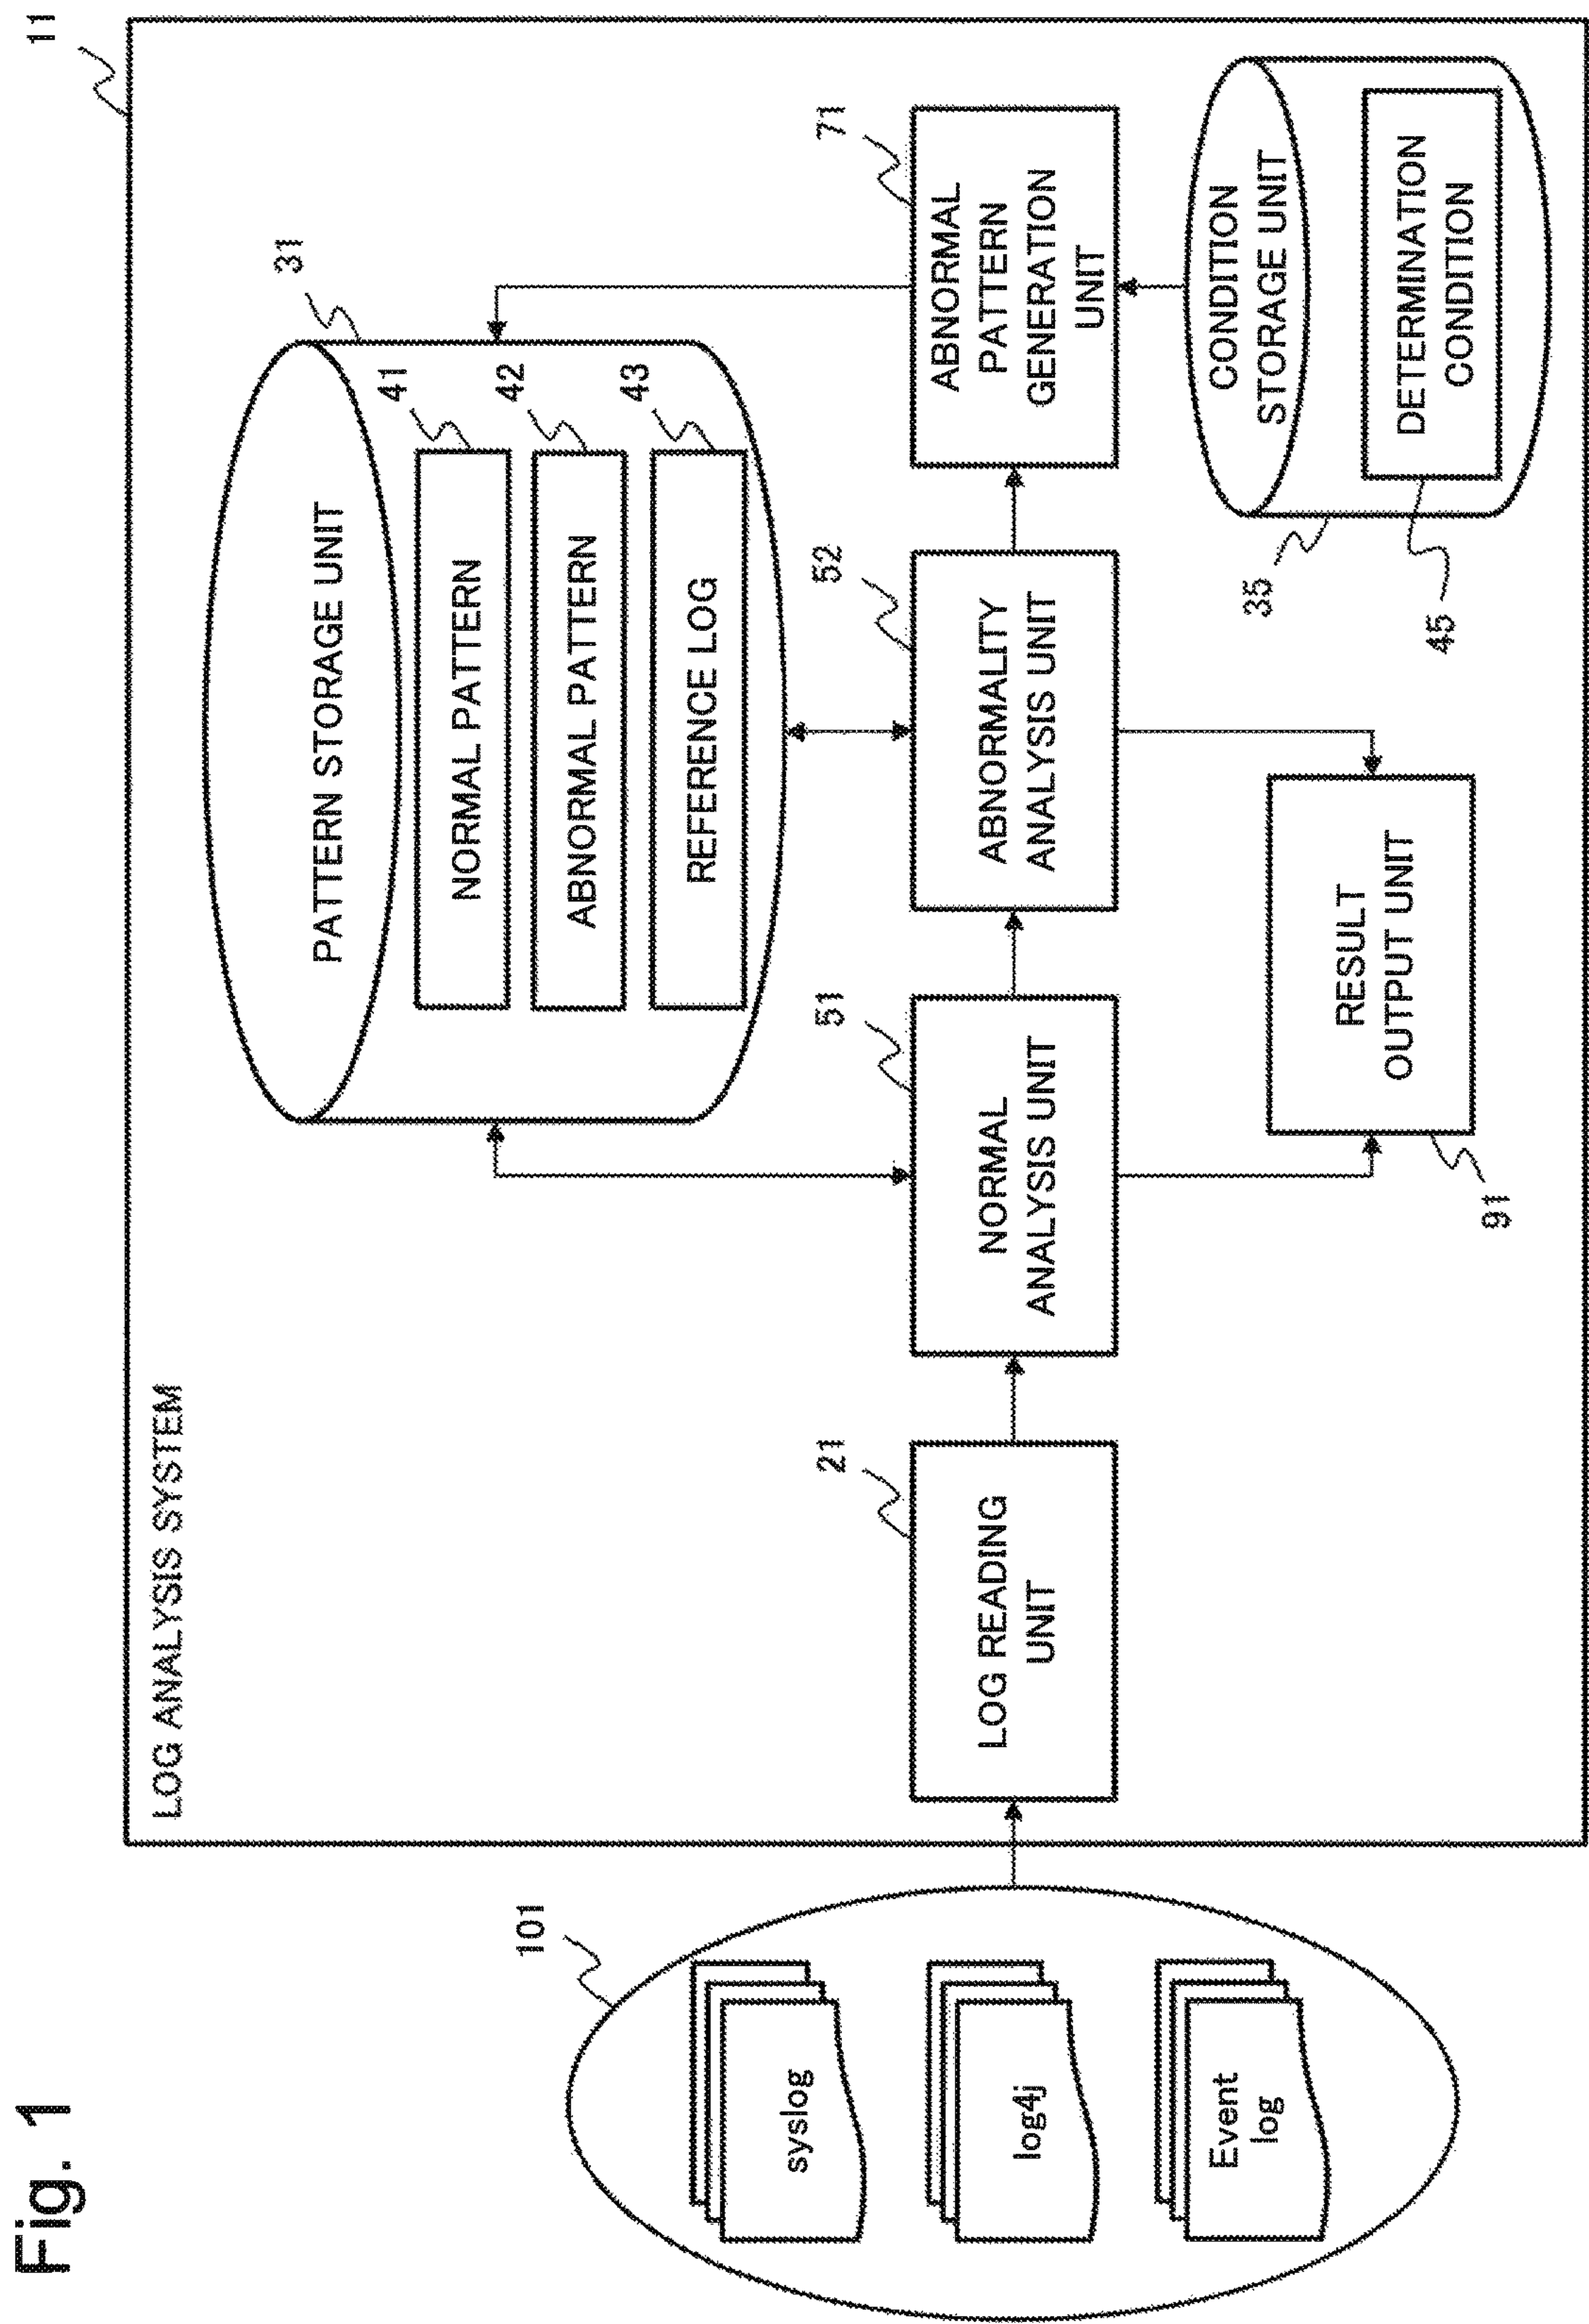 Fig. 1
11
LOG ANALYSIS SYSTEM
31
PATTERN STORAGE UNIT
41
NORMAL PATTERN
42
ABNORMAL PATTERN
43
REFERENCE LOG
101
syslog
log4j
Event
log
21
LOG READING
UNIT
51
NORMAL
ANALYSIS UNIT
52
ABNORMALITY
ANALYSIS UNIT
71
ABNORMAL
PATTERN
GENERATION
UNIT
RESULT
OUTPUT UNIT
91
CONDITION
STORAGE UNIT
35
DETERMINATION
CONDITION
45